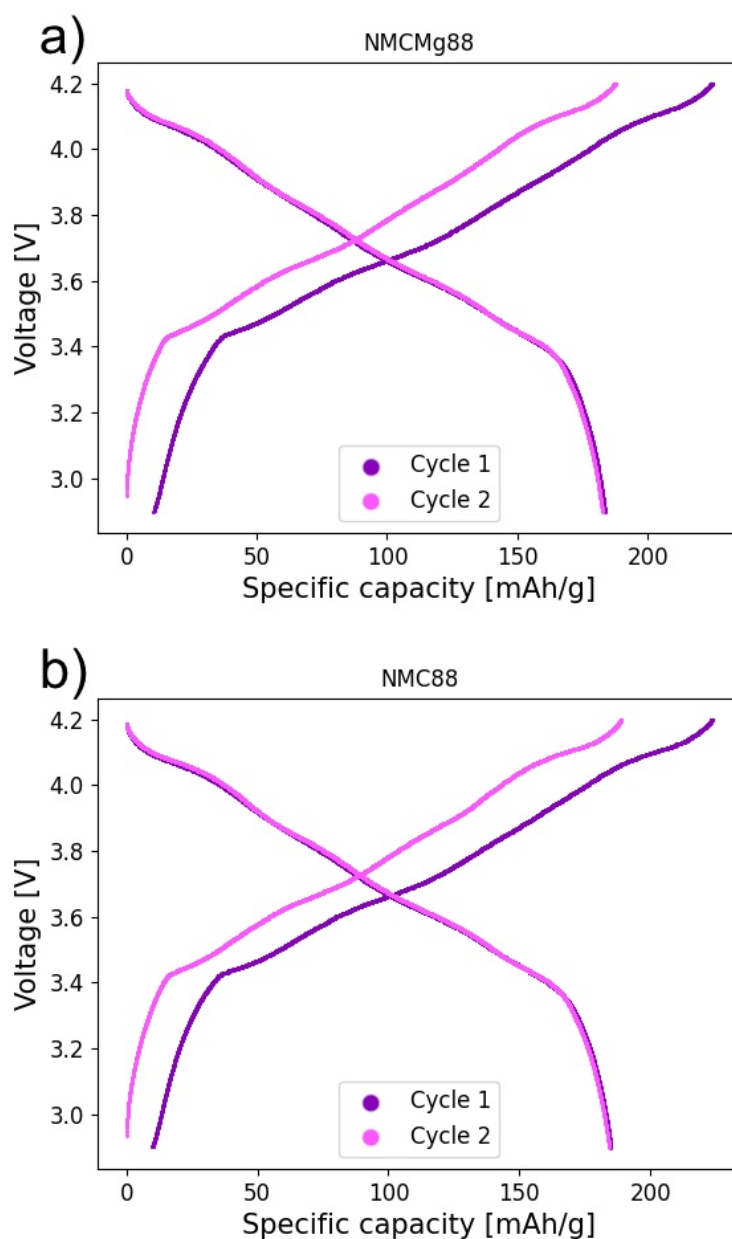 a)
NMCMg88
4.2
4.0
3.8
3.6
3.4
3.2
3.0
Voltage [V]
Cycle 1
Cycle 2
0 50 100 150 200
Specific capacity [mAh/g]
b)
NMC88
4.2
4.0
3.8
3.6
3.4
3.2
3.0
Voltage [V]
Cycle 1
Cycle 2
0 50 100 150 200
Specific capacity [mAh/g]